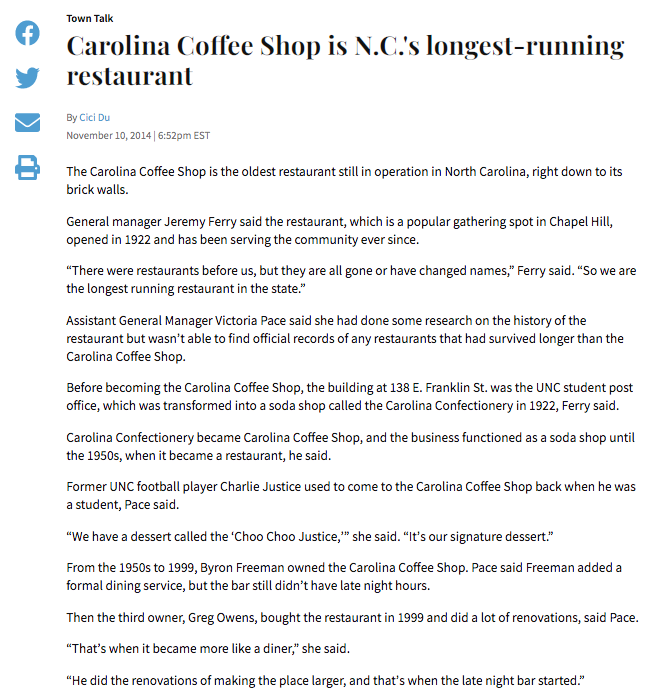 Town Talk
Carolina Coffee Shop is N.C.'s longest-running
restaurant
By Cici Du
November 10, 2014 | 6:52pm EST
The Carolina Coffee Shop is the oldest restaurant still in operation in North Carolina, right down to its
brick walls.
General manager Jeremy Ferry said the restaurant, which is a popular gathering spot in Chapel Hill,
opened in 1922 and has been serving the community ever since.
“There were restaurants before us, but they are all gone or have changed names,” Ferry said. “So we are
the longest running restaurant in the state.”
Assistant General Manager Victoria Pace said she had done some research on the history of the
restaurant but wasn’t able to find official records of any restaurants that had survived longer than the
Carolina Coffee Shop.
Before becoming the Carolina Coffee Shop, the building at 138 E. Franklin St. was the UNC student post
office, which was transformed into a soda shop called the Carolina Confectionery in 1922, Ferry said.
Carolina Confectionery became Carolina Coffee Shop, and the business functioned as a soda shop until
the 1950s, when it became a restaurant, he said.
Former UNC football player Charlie Justice used to come to the Carolina Coffee Shop back when he was
a student, Pace said.
“We have a dessert called the ‘Choo Choo Justice,’” she said. “It’s our signature dessert.”
From the 1950s to 1999, Byron Freeman owned the Carolina Coffee Shop. Pace said Freeman added a
formal dining service, but the bar still didn’t have late night hours.
Then the third owner, Greg Owens, bought the restaurant in 1999 and did a lot of renovations, said Pace.
“That’s when it became more like a diner,” she said.
“He did the renovations of making the place larger, and that’s when the late night bar started.”